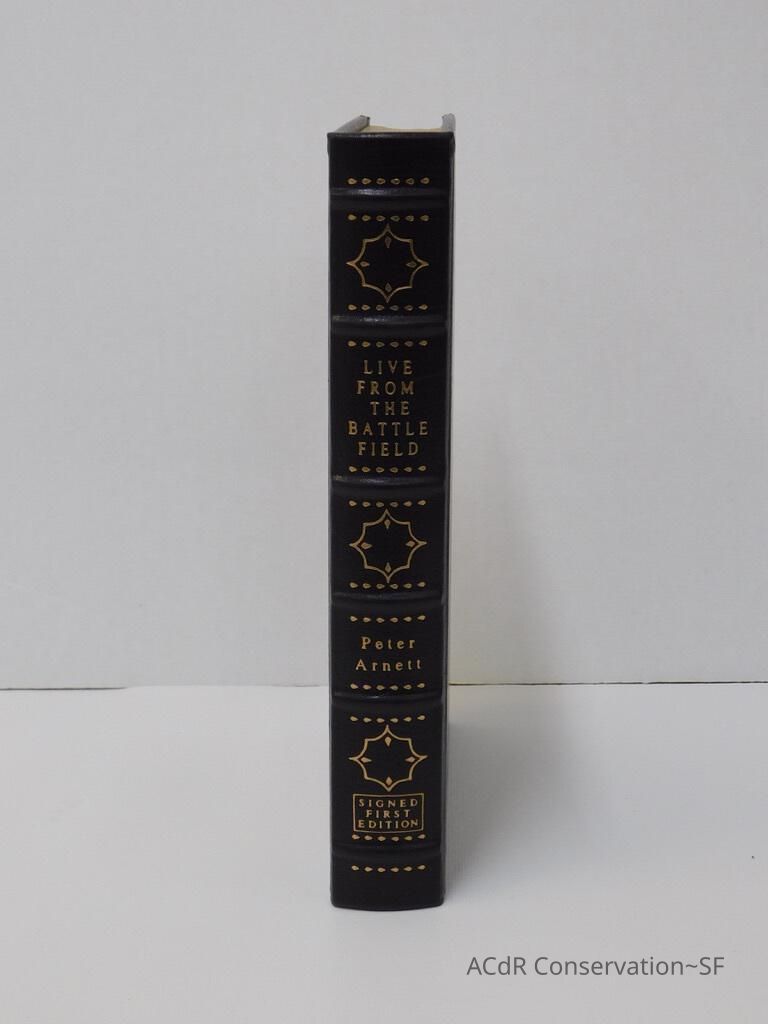 LIVE
FROM
THE
BATTLE
FIELD
Peter
Arnett
SIGNED
FIRST
EDITION
ACdR Conservation~SF